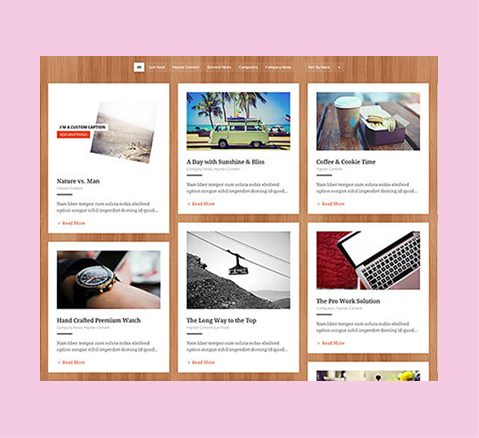 All Just Food Hipster Content General News Computers Company News Sort By News
I'M A CUSTOM CAPTION
ADD ANYTHING
Nature vs. Man
Hipster Content
Nam liber tempor cum soluta nobis eleifend
option congue nihil imperdiet doming id quod...
Read More
A Day with Sunshine & Bliss
Company News, Hipster Content
Nam liber tempor cum soluta nobis eleifend
option congue nihil imperdiet doming id quod...
Read More
Coffee & Cookie Time
Hipster Content
Nam liber tempor cum soluta nobis eleifend
option congue nihil imperdiet doming id quod...
Read More
Hand Crafted Premium Watch
Company News, Hipster Content
Nam liber tempor cum soluta nobis eleifend
option congue nihil imperdiet doming id quod...
Read More
The Long Way to the Top
Hipster Content, Just Food
Nam liber tempor cum soluta nobis eleifend
option congue nihil imperdiet doming id quod...
Read More
The Pro Work Solution
Computers, Hipster Content
Nam liber tempor cum soluta nobis eleifend
option congue nihil imperdiet doming id quod...
Read More